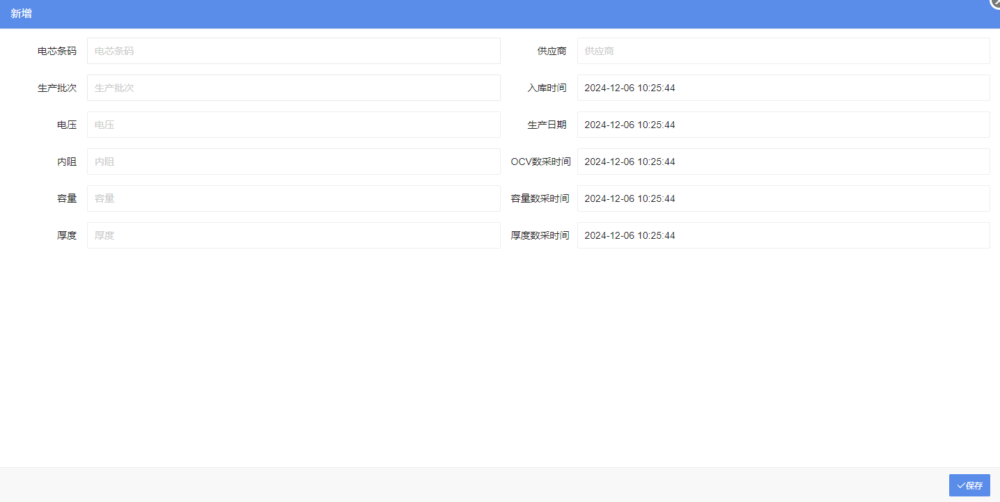 新增
电芯条码 电芯条码 供应商 供应商
生产批次 生产批次 入库时间 2024-12-06 10:25:44
电压 电压 生产日期 2024-12-06 10:25:44
内阻 内阻 OCV数采时间 2024-12-06 10:25:44
容量 容量 容量数采时间 2024-12-06 10:25:44
厚度 厚度 厚度数采时间 2024-12-06 10:25:44
保存